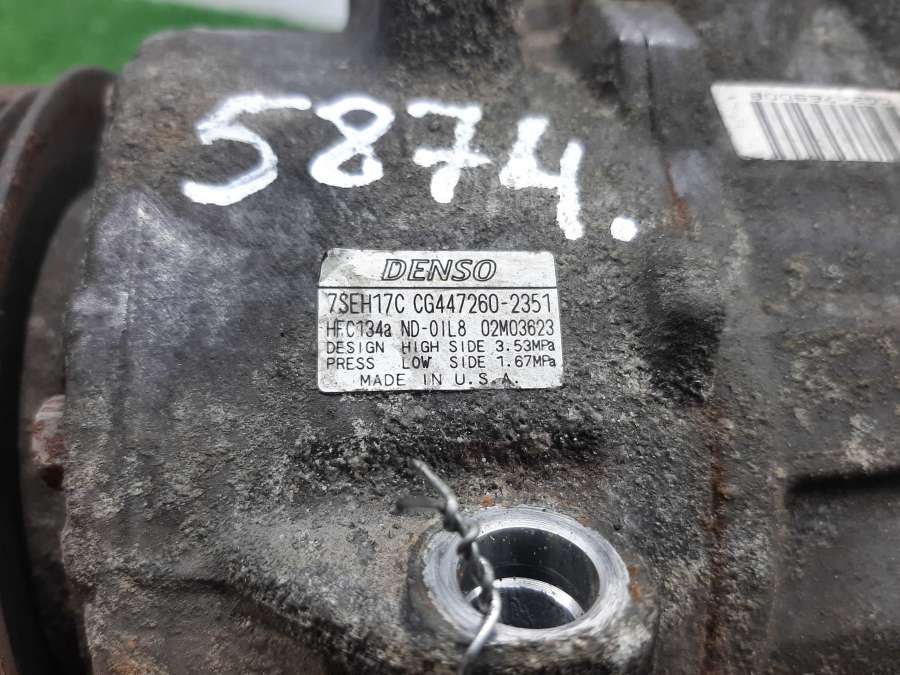 5874.
DENSO
7SEH17C CG447260-2351
HFC134a ND-OIL8 02M03623
DESIGN HIGH SIDE 3.53MPa
PRESS LOW SIDE 1.67MPa
MADE IN U.S.A.